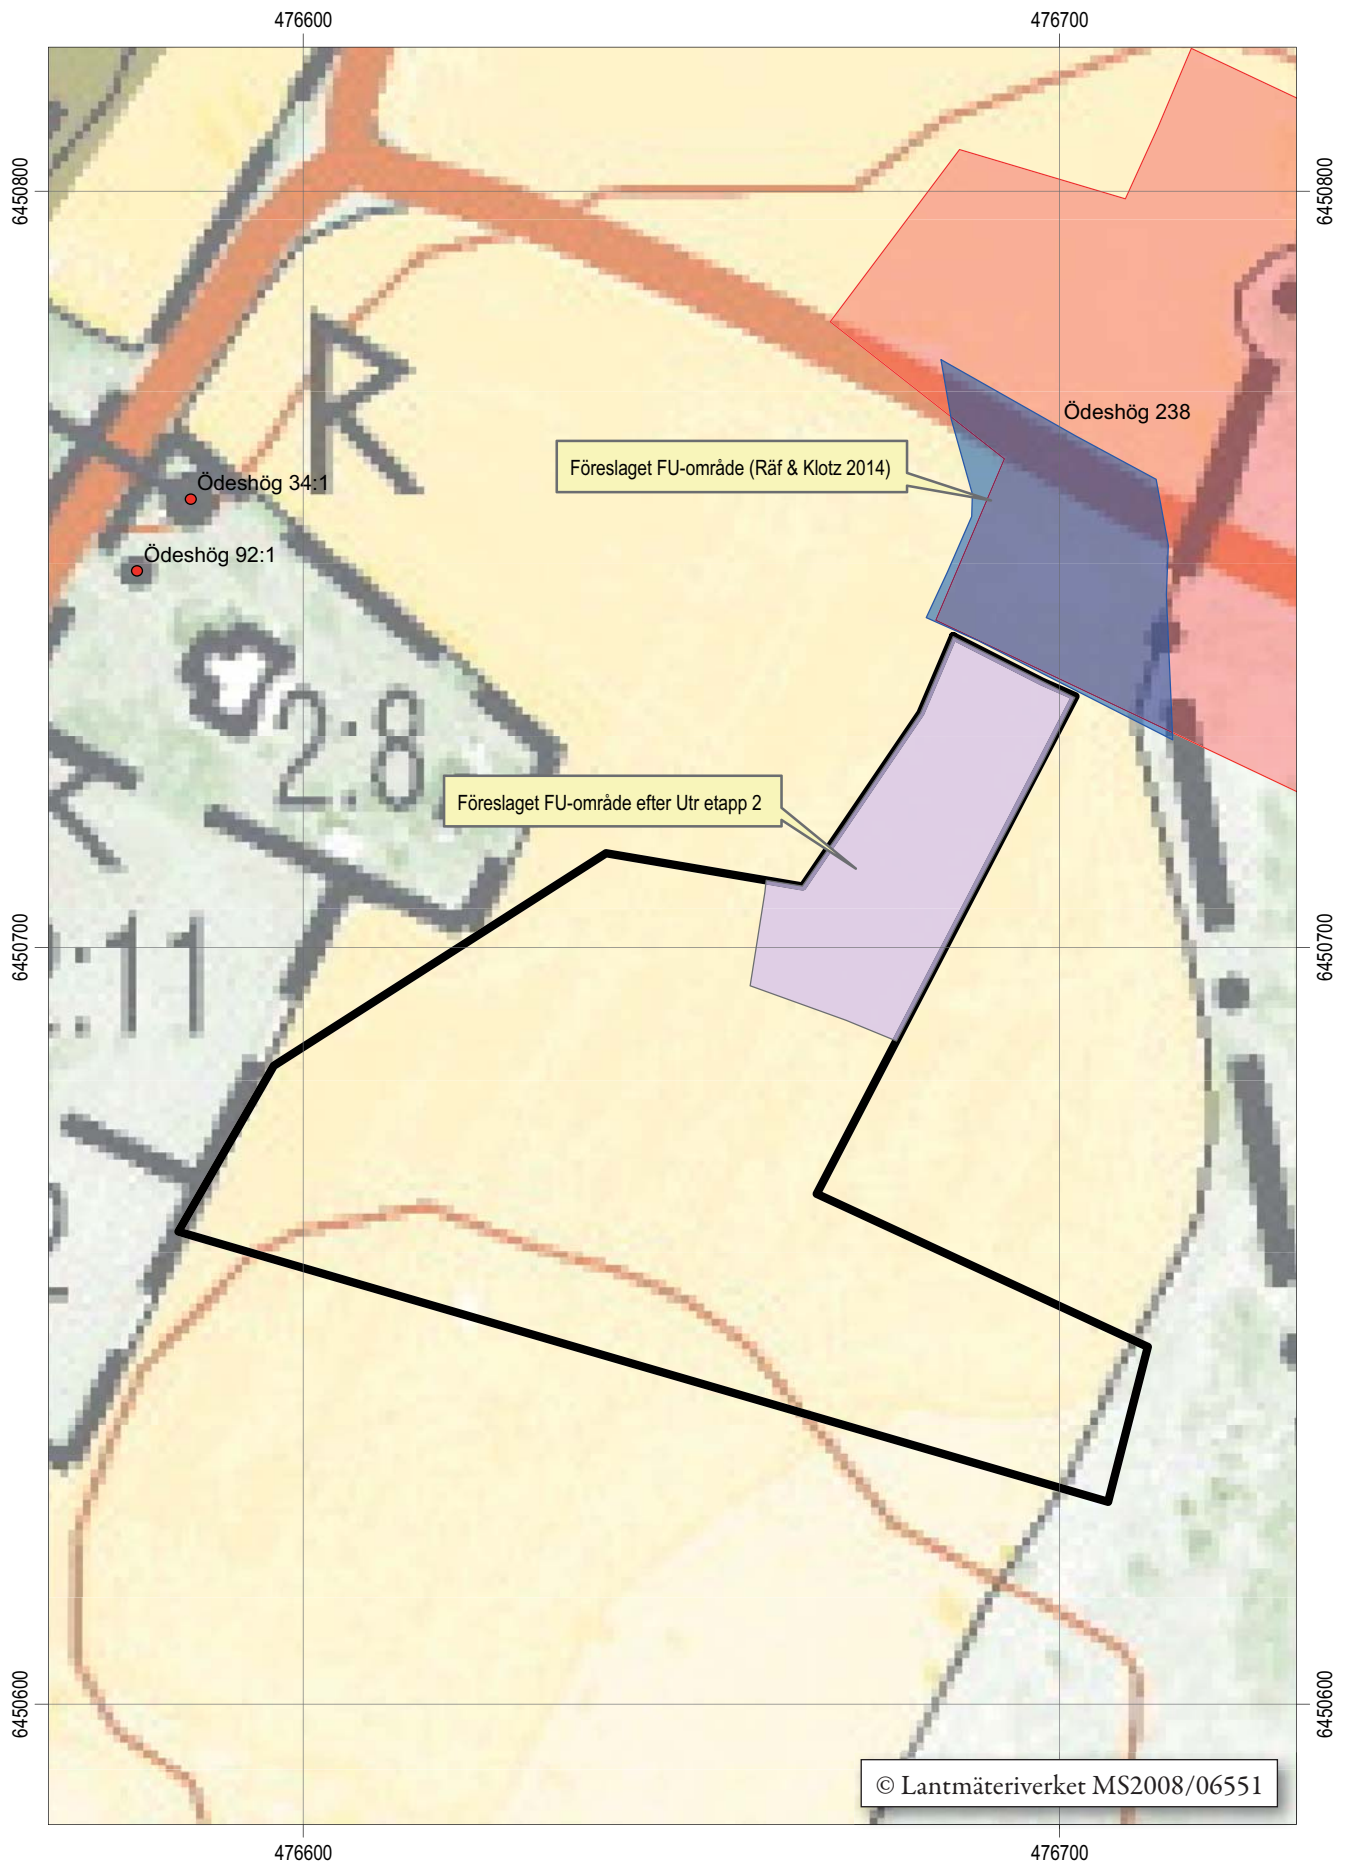 476600
476700
6450800
6450800
R
Ödeshög 238
Föreslaget FU-område (Räf & Klotz 2014)
Ödeshög 34:1
Ödeshög 92:1
2:8
Föreslaget FU-område efter Utr etapp 2
:11
6450700
6450700
6450600
6450600
© Lantmäteriverket MS2008/06551
476600
476700